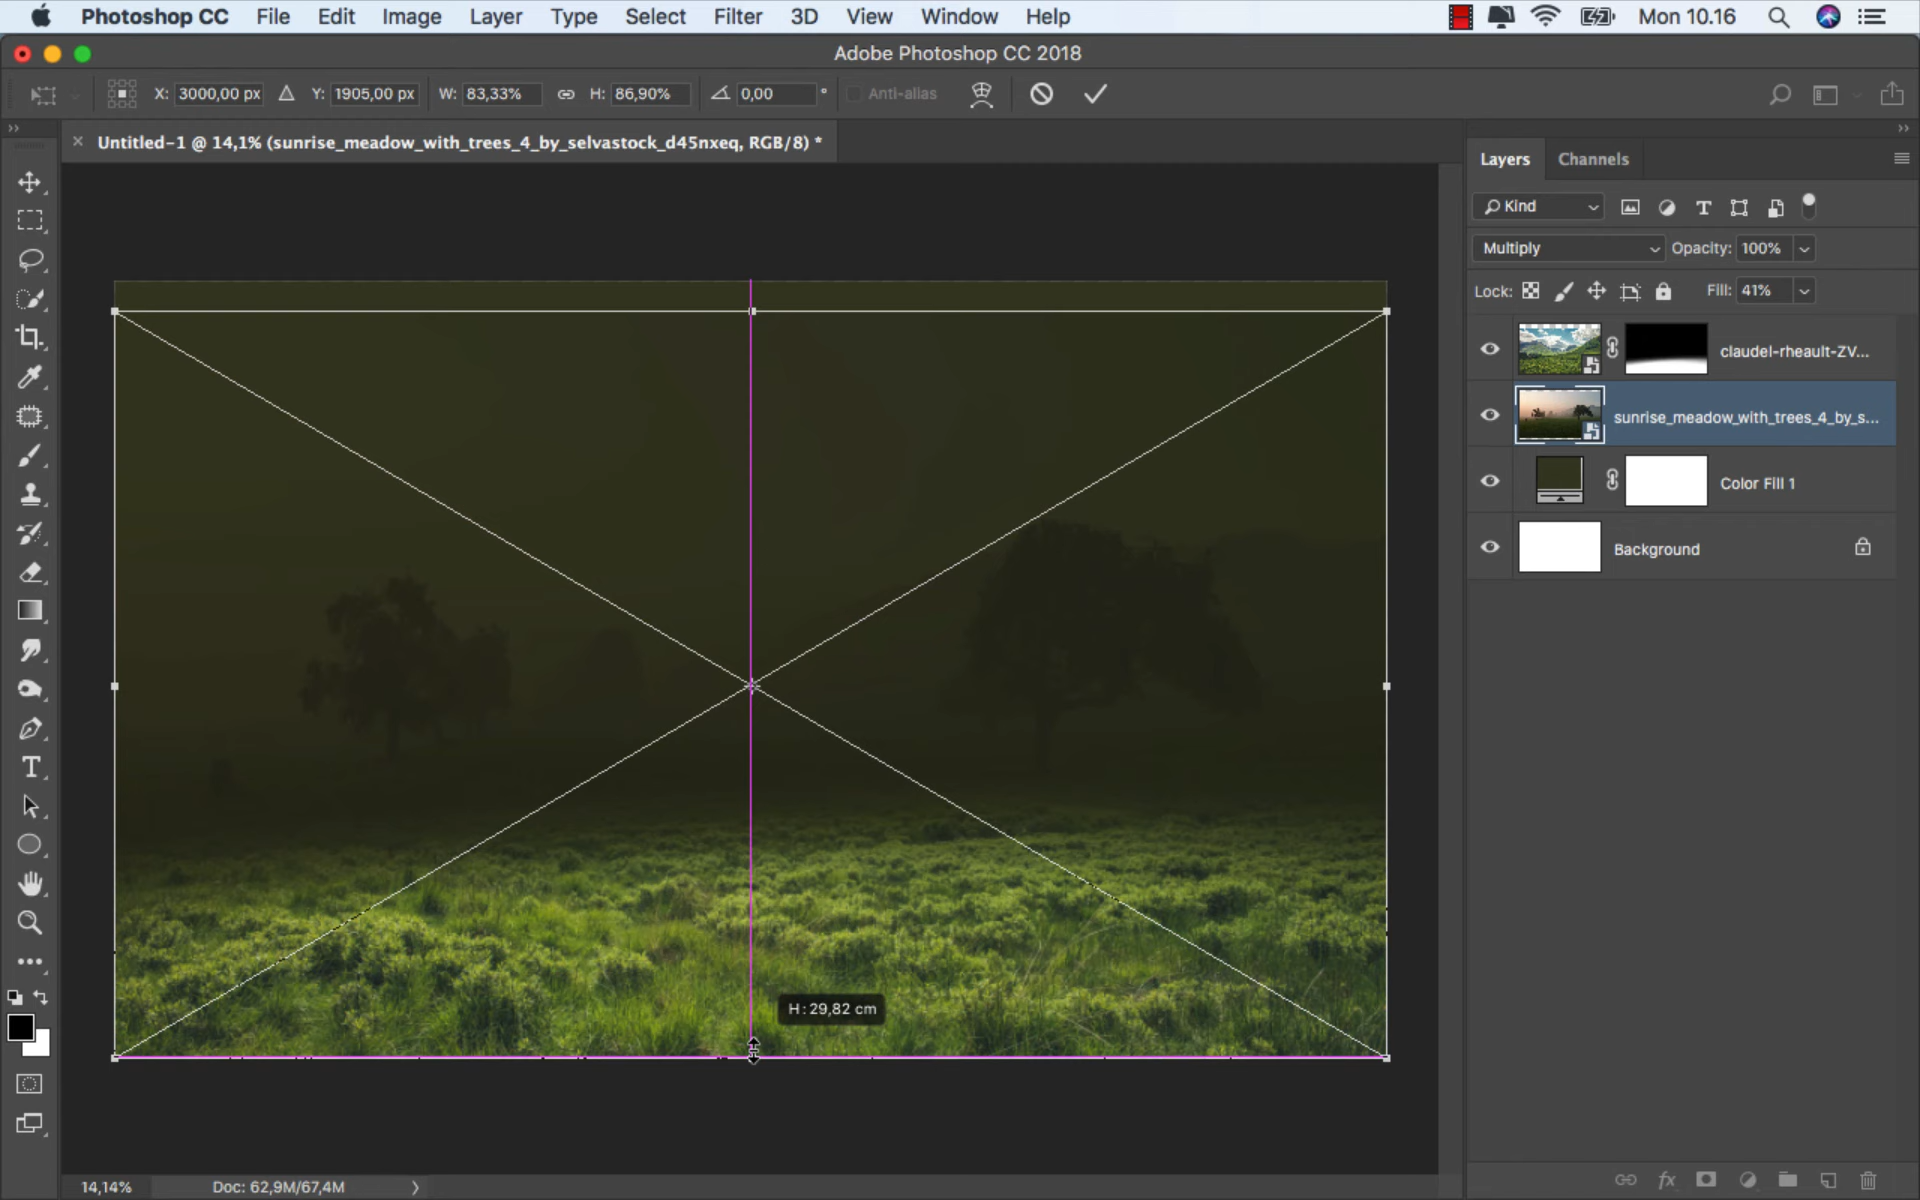 Photoshop CC File Edit Image Layer Type Select Filter 3D View Window Help Mon 10.16
Adobe Photoshop CC 2018
X: 3000,00 px Y: 1905,00 px W: 83,33% H: 86,90% 0,00 ° Anti-alias
Untitled-1 @ 14,1% (sunrise_meadow_with_trees_4_by_selvastock_d45nxeq, RGB/8) *
Layers Channels
Kind
Multiply Opacity: 100%
Lock: Fill: 41%
claudel-rheault-ZV...
sunrise_meadow_with_trees_4_by_s...
Color Fill 1
Background
H: 29,82 cm
14,14% Doc: 62,9M/67,4M